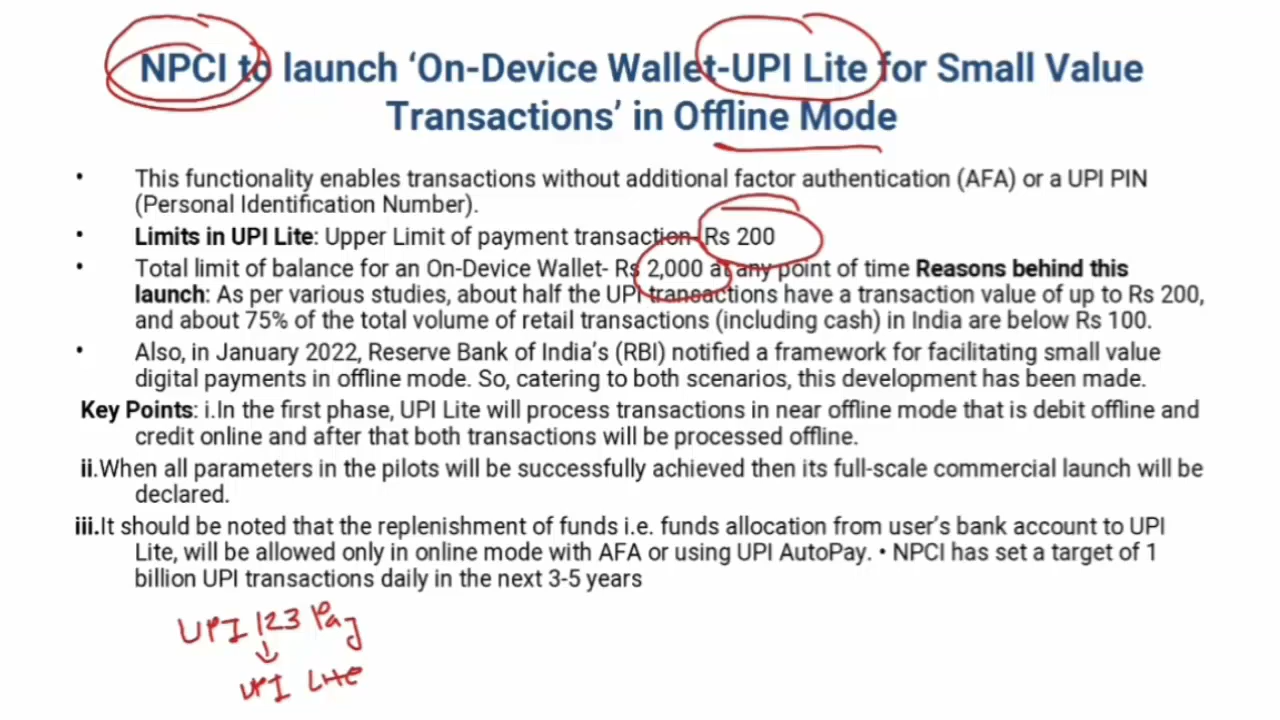 NPCI to launch ‘On-Device Wallet-UPI Lite for Small Value
Transactions’ in Offline Mode
• This functionality enables transactions without additional factor authentication (AFA) or a UPI PIN
(Personal Identification Number).
• Limits in UPI Lite: Upper Limit of payment transaction- Rs 200
• Total limit of balance for an On-Device Wallet- Rs 2,000 at any point of time Reasons behind this
launch: As per various studies, about half the UPI transactions have a transaction value of up to Rs 200,
and about 75% of the total volume of retail transactions (including cash) in India are below Rs 100.
• Also, in January 2022, Reserve Bank of India’s (RBI) notified a framework for facilitating small value
digital payments in offline mode. So, catering to both scenarios, this development has been made.
Key Points: i.In the first phase, UPI Lite will process transactions in near offline mode that is debit offline and
credit online and after that both transactions will be processed offline.
ii.When all parameters in the pilots will be successfully achieved then its full-scale commercial launch will be
declared.
iii.It should be noted that the replenishment of funds i.e. funds allocation from user’s bank account to UPI
Lite, will be allowed only in online mode with AFA or using UPI AutoPay. • NPCI has set a target of 1
billion UPI transactions daily in the next 3-5 years
UPI 123 Pay
UPI Lite